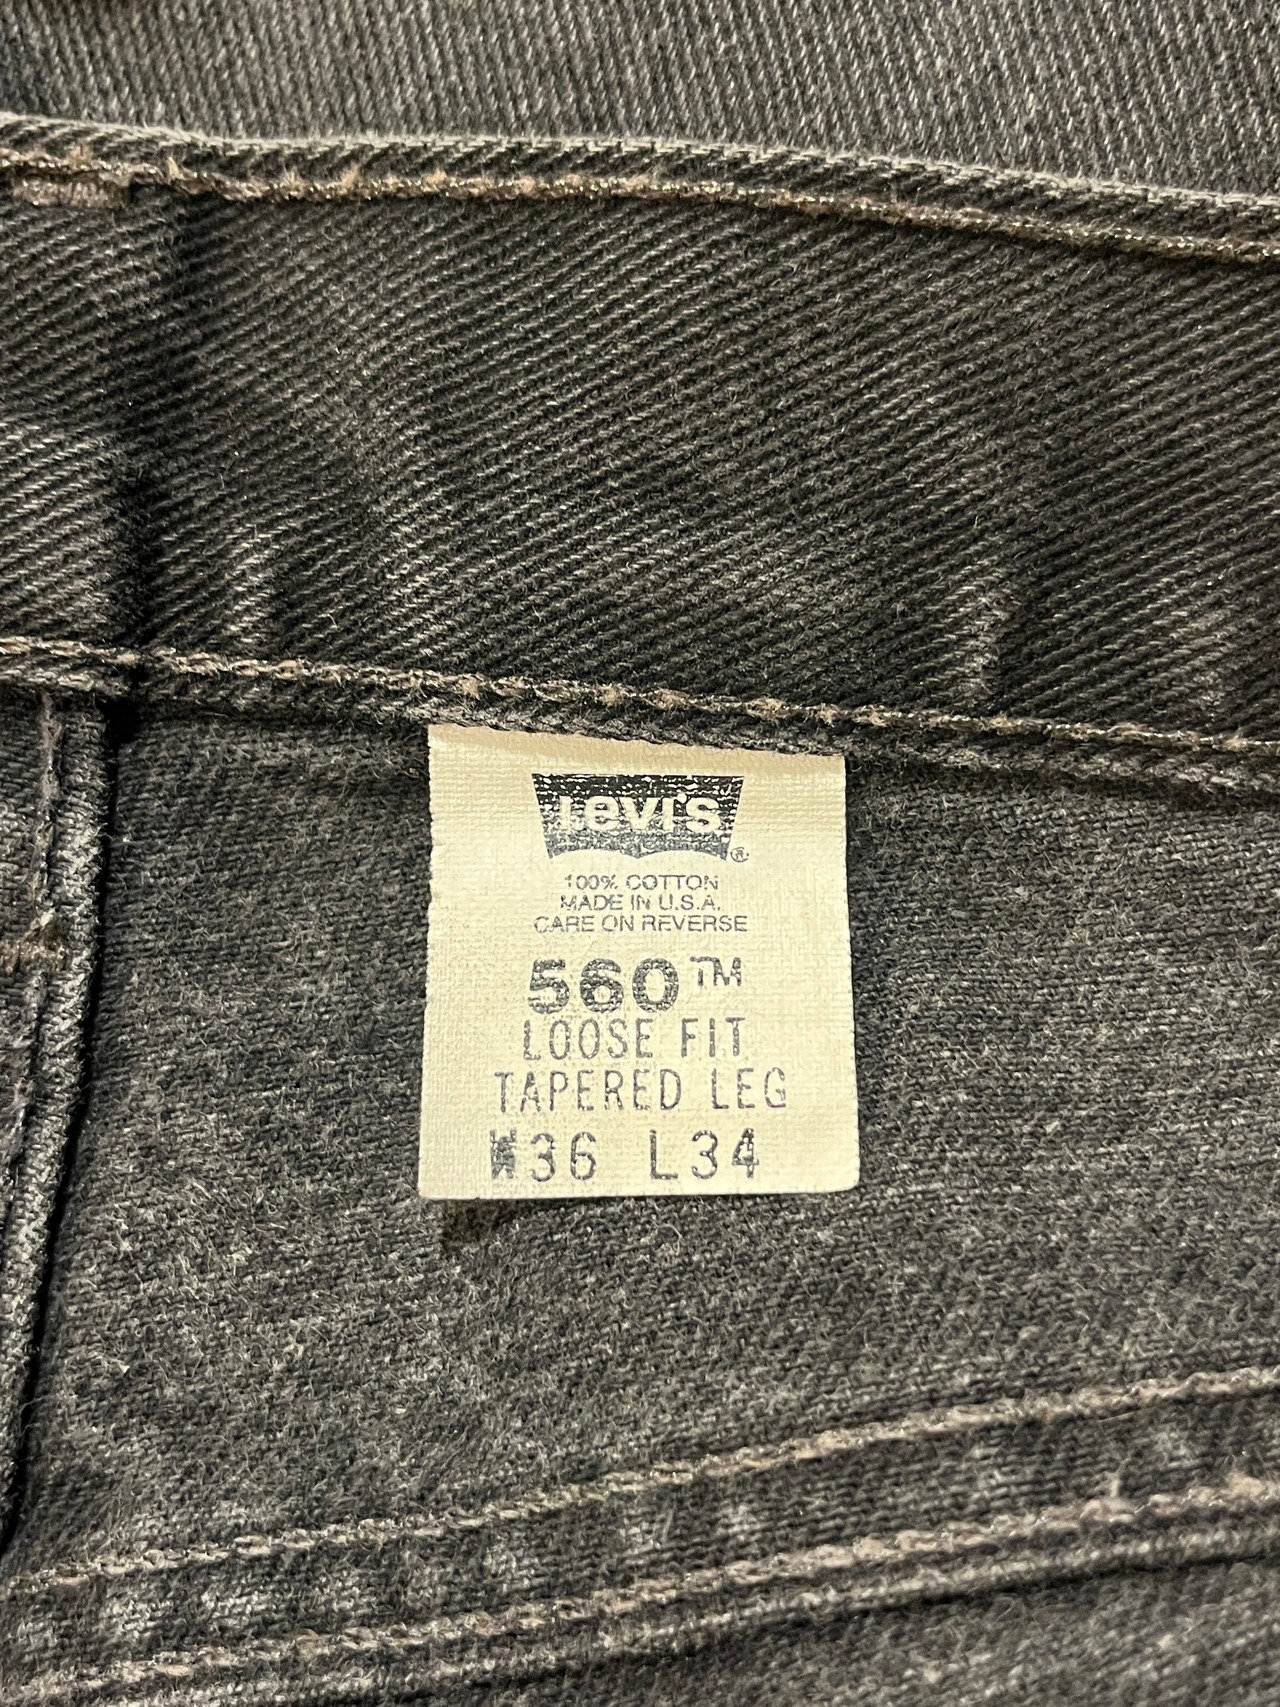 Levi's ®
100% COTTON
MADE IN U.S.A.
CARE ON REVERSE
560™
LOOSE FIT
TAPERED LEG
W36 L34